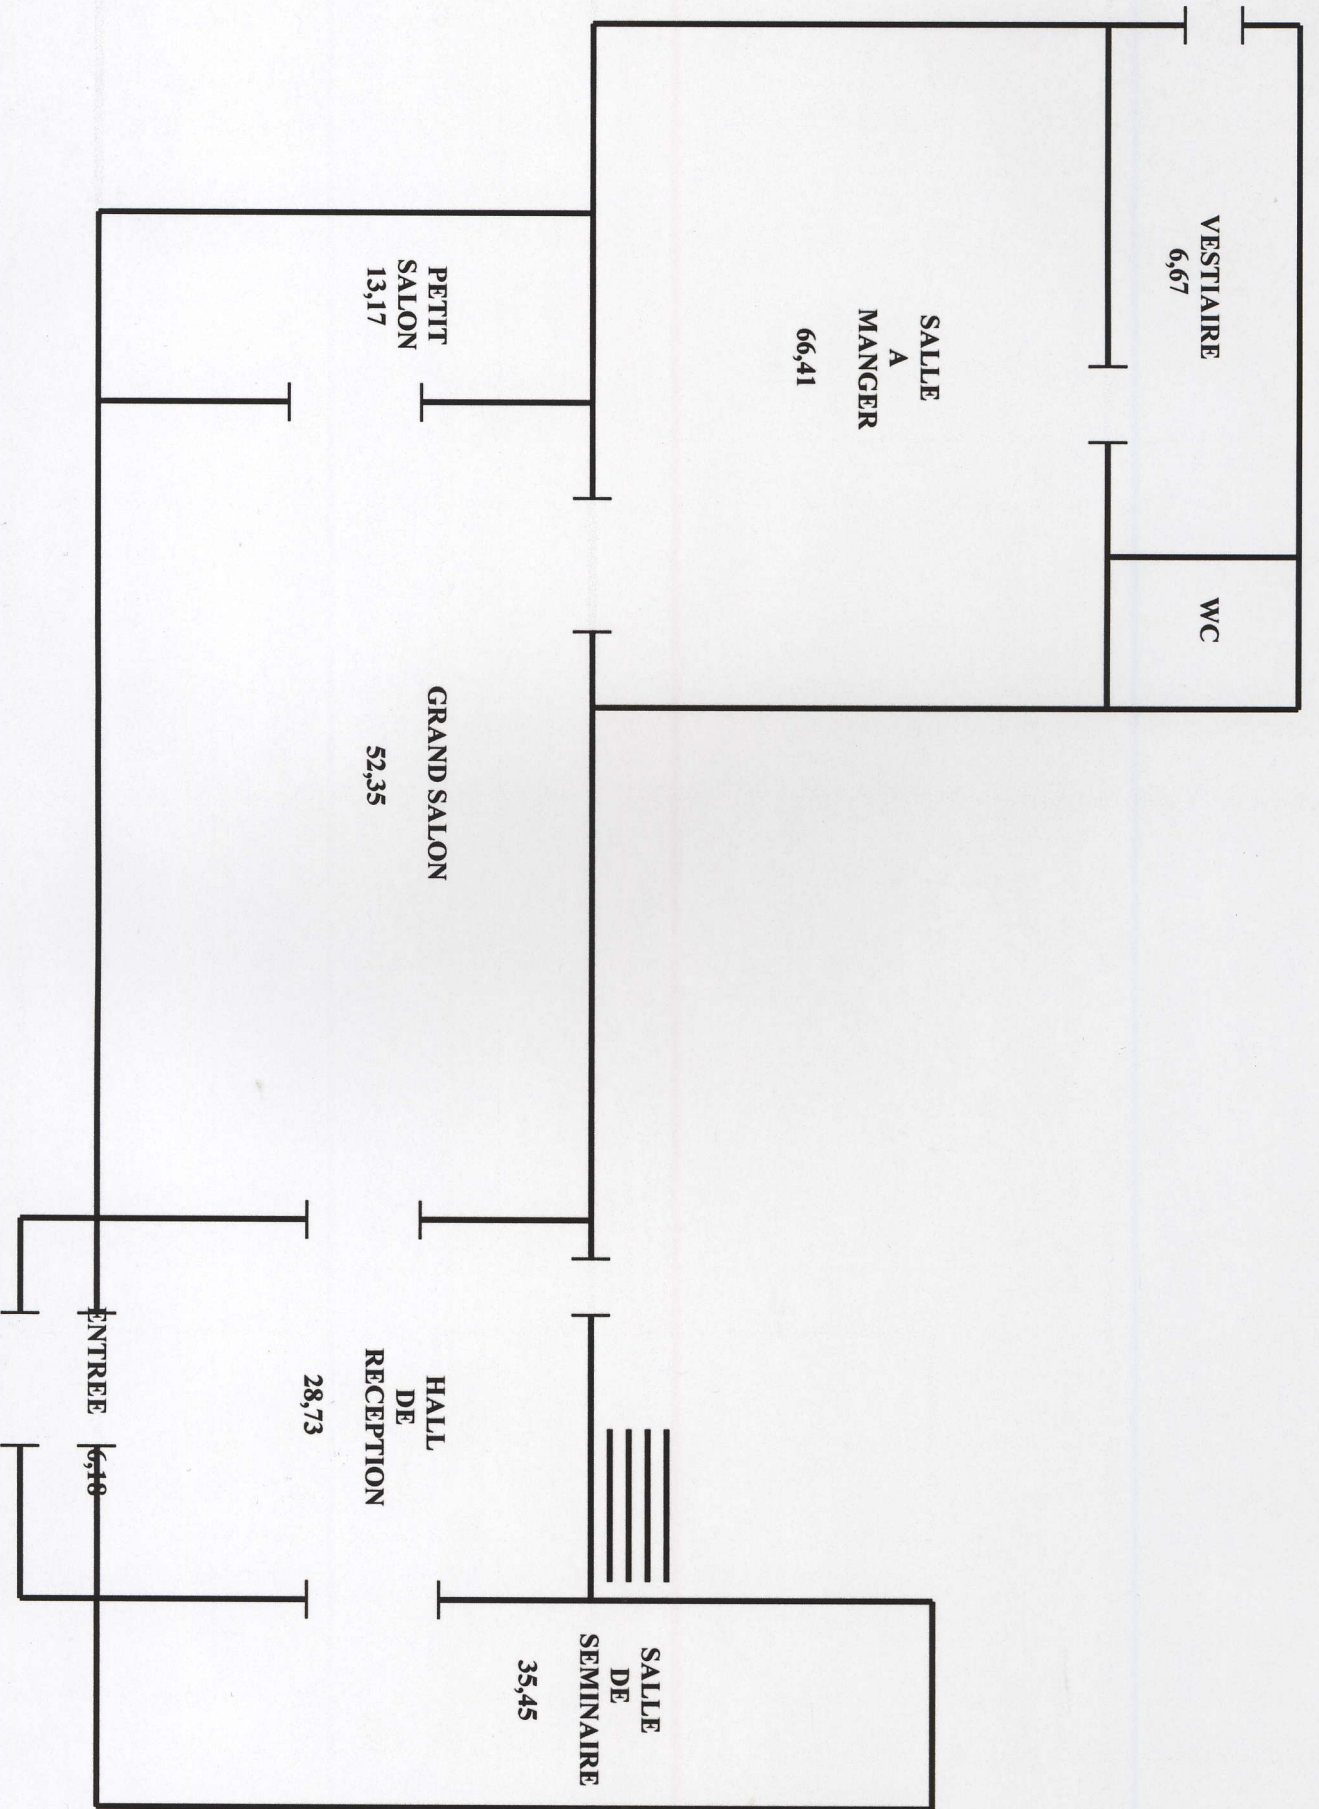 VESTIAIRE
6,67
WC
SALLE
A
MANGER
66,41
PETIT
SALON
13,17
GRAND SALON
52,35
HALL
DE
RECEPTION
28,73
SALLE
DE
SEMINAIRE
35,45
ENTREE 6,18